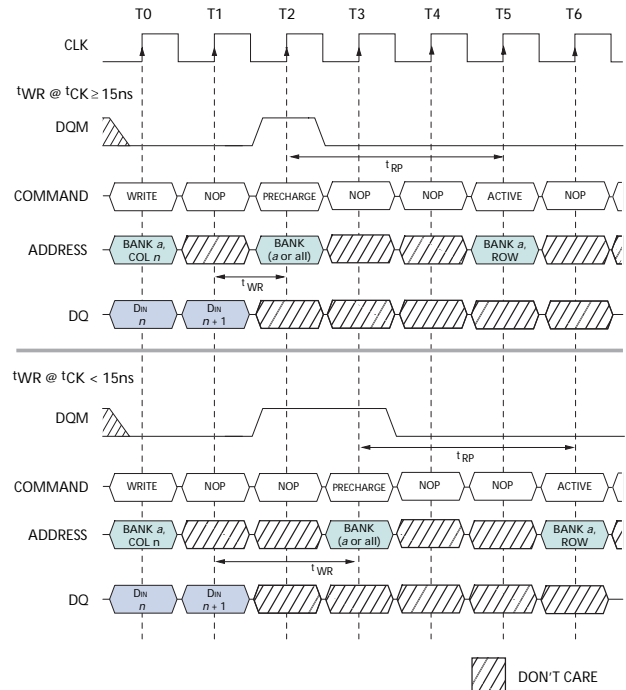 T0 T1 T2 T3 T4 T5 T6
CLK
tWR @ tCK ≥ 15ns
DQM
tRP
COMMAND WRITE NOP PRECHARGE NOP NOP ACTIVE NOP
ADDRESS BANK a, COL n BANK (a or all) BANK a, ROW
tWR
DQ DIN n DIN n + 1
tWR @ tCK < 15ns
DQM
tRP
COMMAND WRITE NOP NOP PRECHARGE NOP NOP ACTIVE
ADDRESS BANK a, COL n BANK (a or all) BANK a, ROW
tWR
DQ DIN n DIN n + 1
DON'T CARE